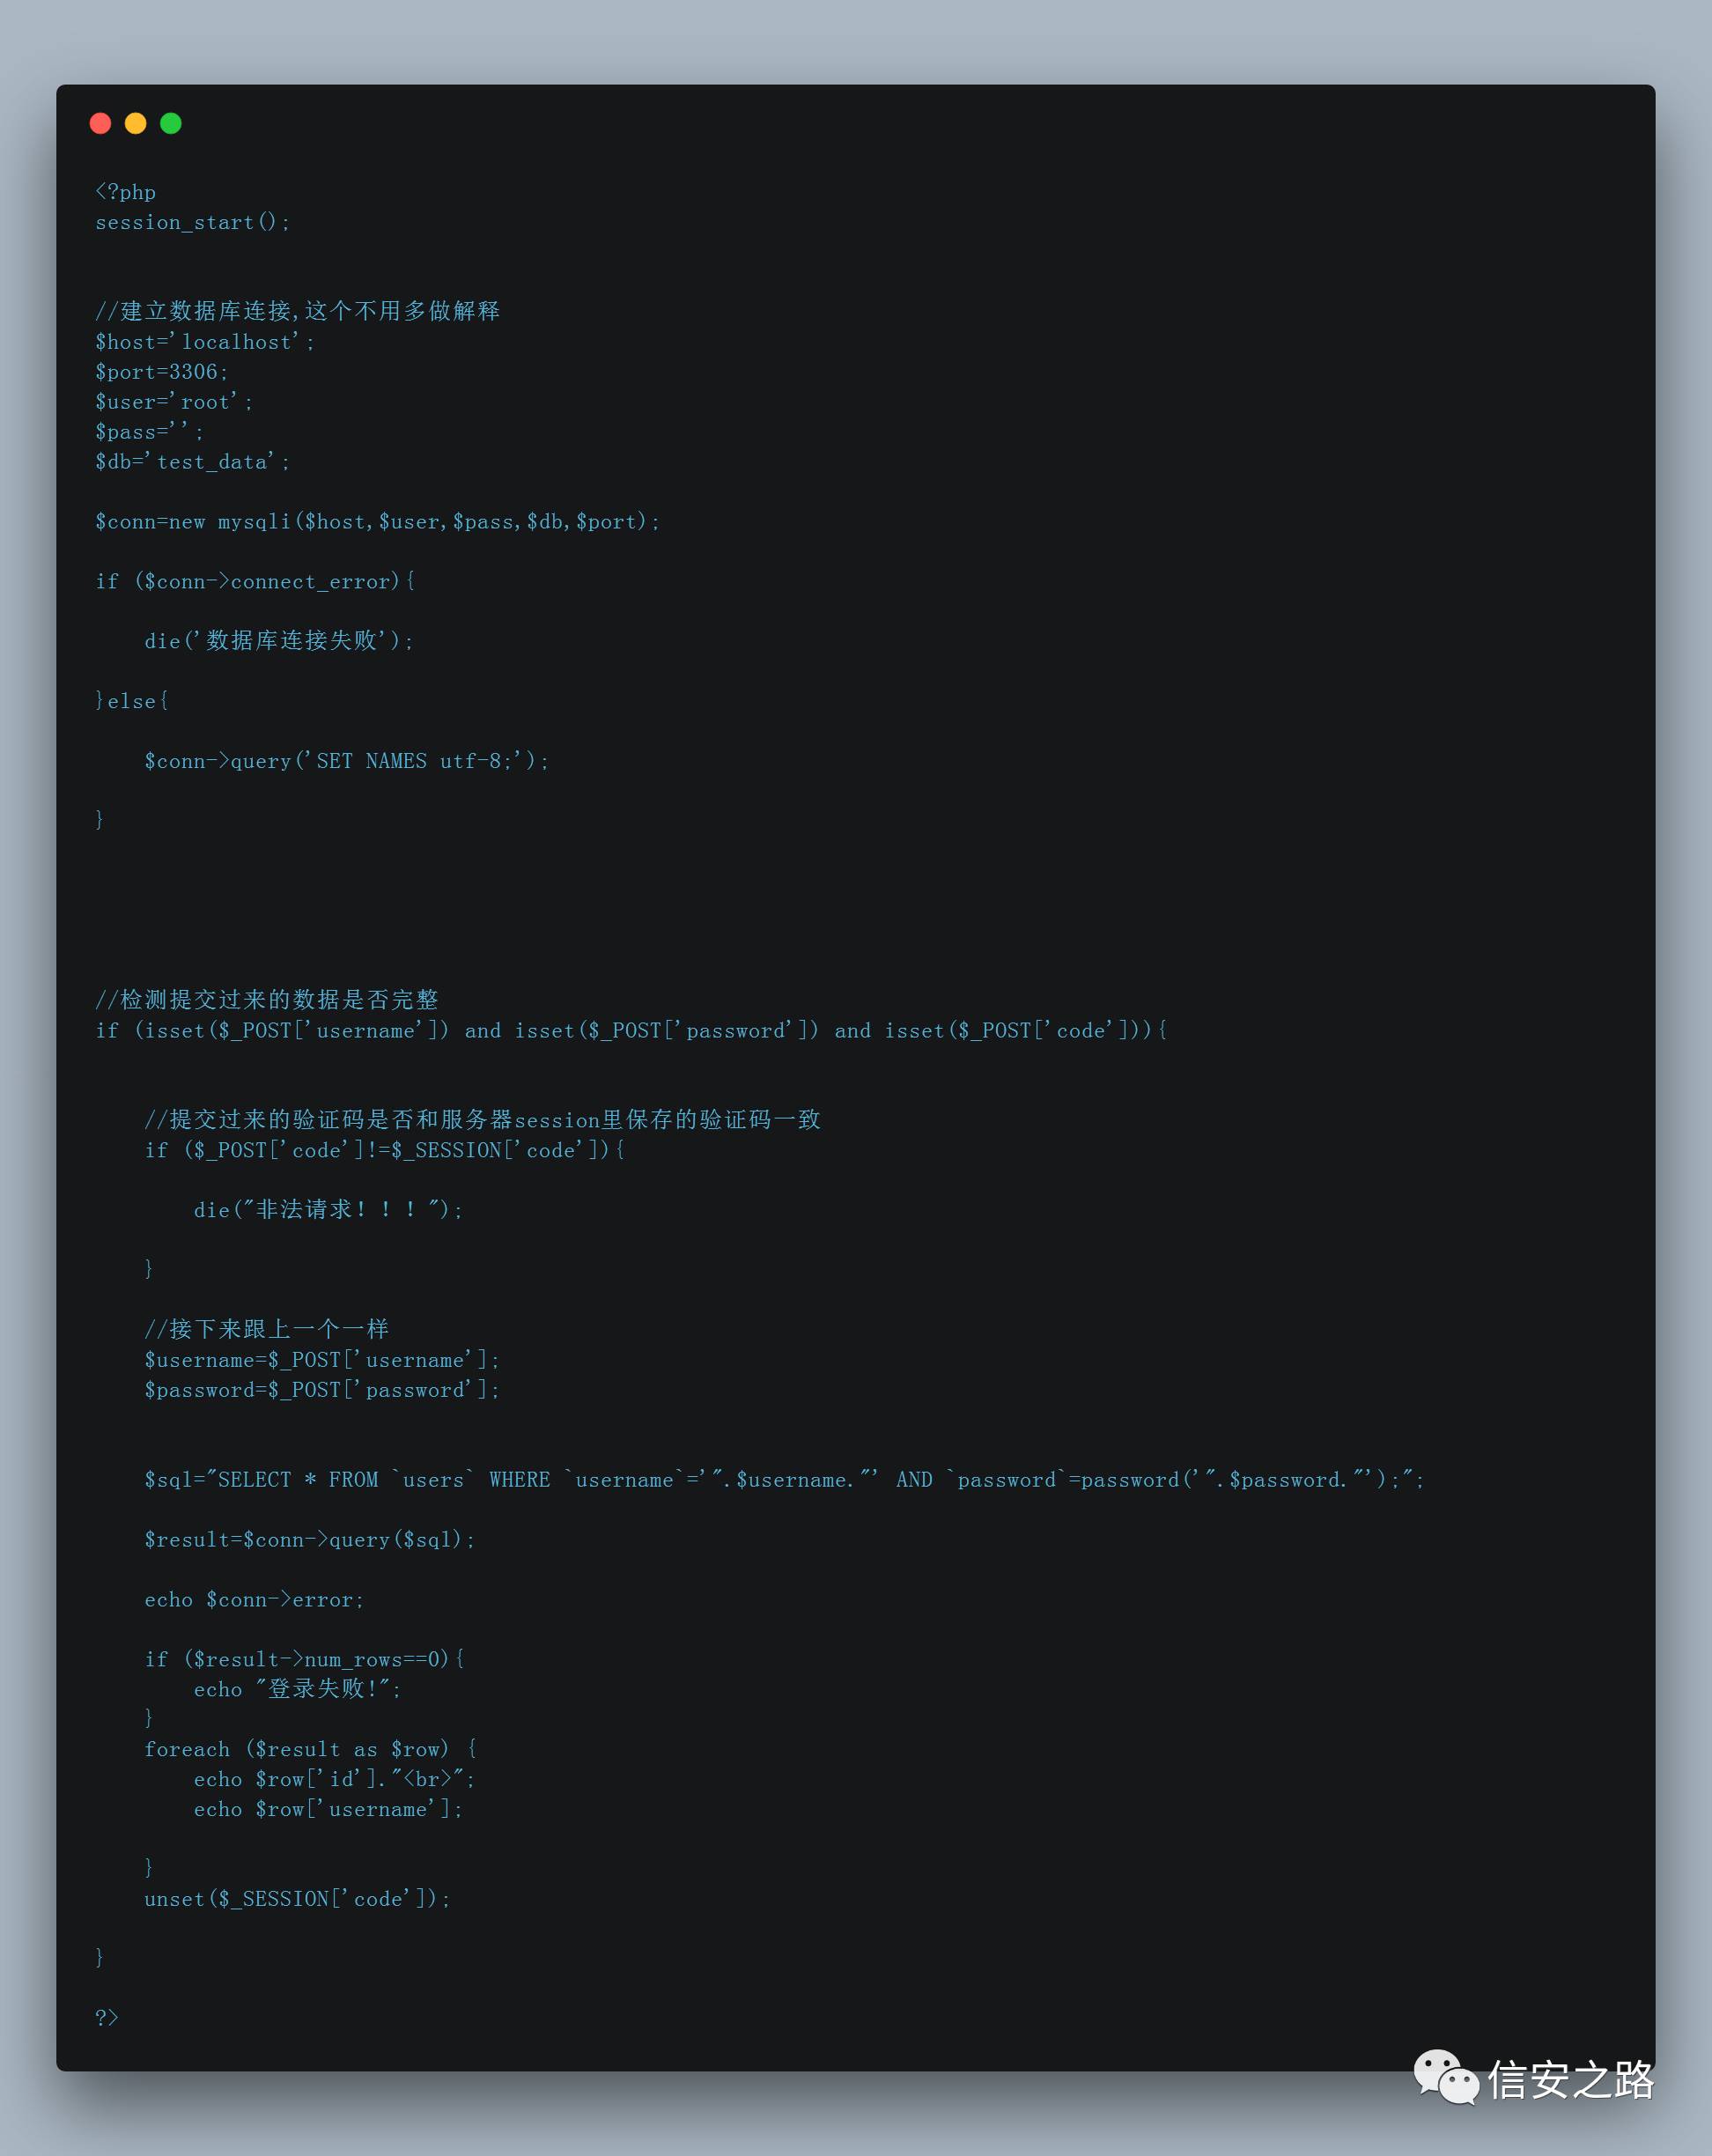 <?php
session_start();
//建立数据库连接,这个不用多做解释
$host='localhost';
$port=3306;
$user='root';
$pass='';
$db='test_data';
$conn=new mysqli($host,$user,$pass,$db,$port);
if ($conn->connect_error){
    die('数据库连接失败');
}else{
    $conn->query('SET NAMES utf-8;');
}
//检测提交过来的数据是否完整
if (isset($_POST['username']) and isset($_POST['password']) and isset($_POST['code'])){
    //提交过来的验证码是否和服务器session里保存的验证码一致
    if ($_POST['code']!=$_SESSION['code']){
        die("非法请求！！！");
    }
    //接下来跟上一个一样
    $username=$_POST['username'];
    $password=$_POST['password'];
    $sql="SELECT * FROM `users` WHERE `username`='".$username."' AND `password`=password('".$password."');";
    $result=$conn->query($sql);
    echo $conn->error;
    if ($result->num_rows==0){
        echo "登录失败!";
    }
    foreach ($result as $row) {
        echo $row['id']."<br>";
        echo $row['username'];
    }
    unset($_SESSION['code']);
}
?>
信安之路